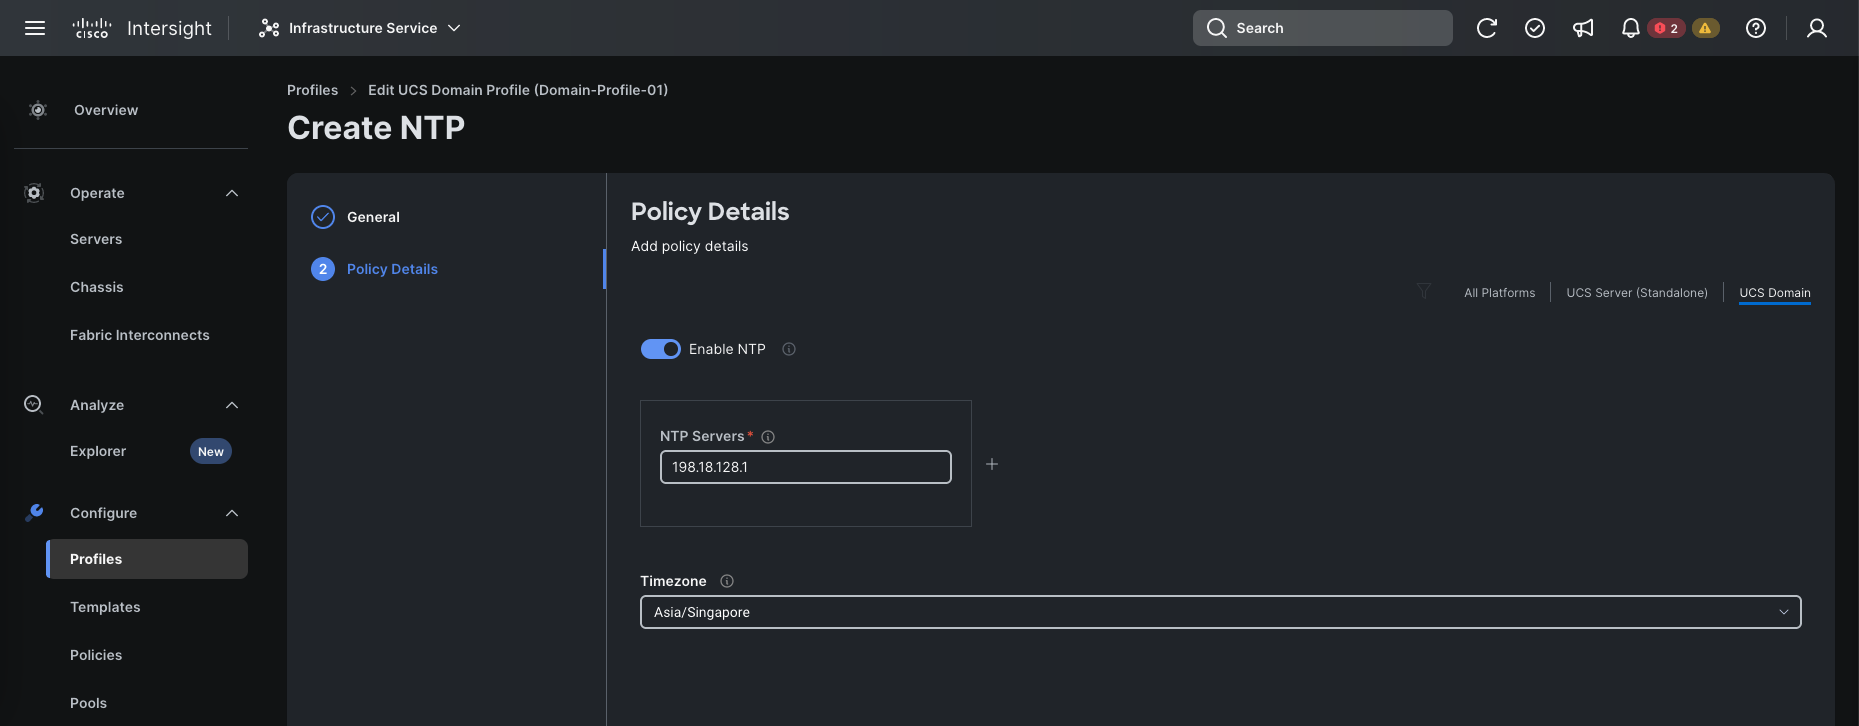 CISCO Intersight Infrastructure Service Search 2
Profiles > Edit UCS Domain Profile (Domain-Profile-01)
Create NTP
Overview
Operate
Servers
Chassis
Fabric Interconnects
Analyze
Explorer New
Configure
Profiles
Templates
Policies
Pools
General
2 Policy Details
Policy Details
Add policy details
All Platforms UCS Server (Standalone) UCS Domain
Enable NTP
NTP Servers*
198.18.128.1
Timezone
Asia/Singapore